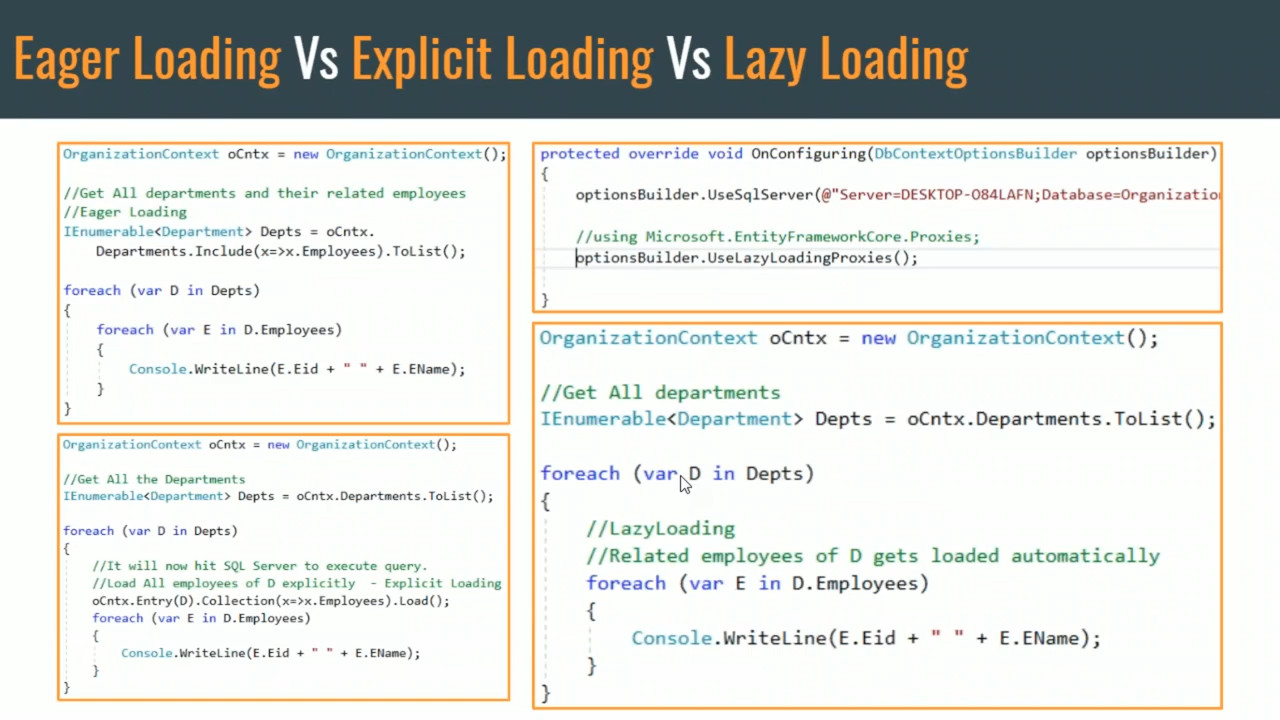 Eager Loading Vs Explicit Loading Vs Lazy Loading
OrganizationContext oCntx = new OrganizationContext();
//Get All departments and their related employees
//Eager Loading
IEnumerable<Department> Depts = oCntx.
Departments.Include(x=>x.Employees).ToList();
foreach (var D in Depts)
{
foreach (var E in D.Employees)
{
Console.WriteLine(E.Eid + " " + E.EName);
}
}
OrganizationContext oCntx = new OrganizationContext();
//Get All the Departments
IEnumerable<Department> Depts = oCntx.Departments.ToList();
foreach (var D in Depts)
{
//It will now hit SQL Server to execute query.
//Load All employees of D explicitly  - Explicit Loading
oCntx.Entry(D).Collection(x=>x.Employees).Load();
foreach (var E in D.Employees)
{
Console.WriteLine(E.Eid + " " + E.EName);
}
}
protected override void OnConfiguring(DbContextOptionsBuilder optionsBuilder)
{
optionsBuilder.UseSqlServer(@"Server=DESKTOP-O84LAFN;Database=Organizatio
//using Microsoft.EntityFrameworkCore.Proxies;
optionsBuilder.UseLazyLoadingProxies();
}
OrganizationContext oCntx = new OrganizationContext();
//Get All departments
IEnumerable<Department> Depts = oCntx.Departments.ToList();
foreach (var D in Depts)
{
//LazyLoading
//Related employees of D gets loaded automatically
foreach (var E in D.Employees)
{
Console.WriteLine(E.Eid + " " + E.EName);
}
}